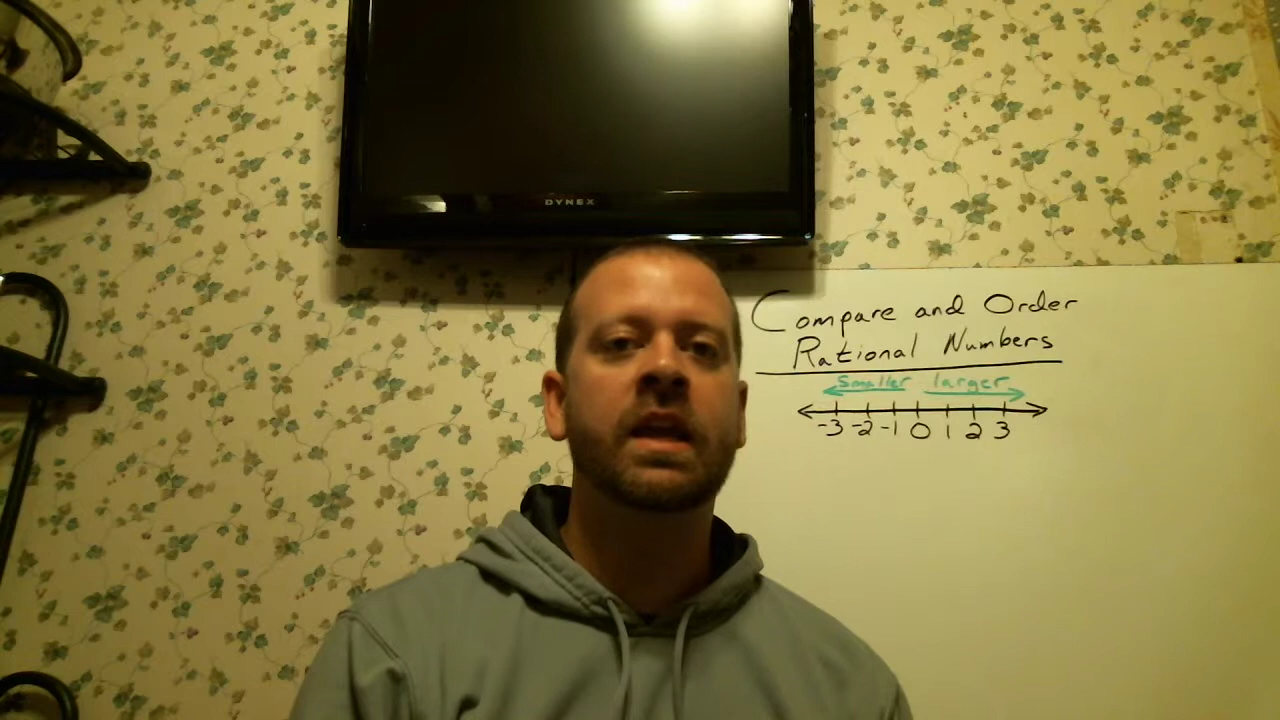 DYNEX
Compare and Order
Rational Numbers
Smaller larger
-3 -2 -1 0 1 2 3